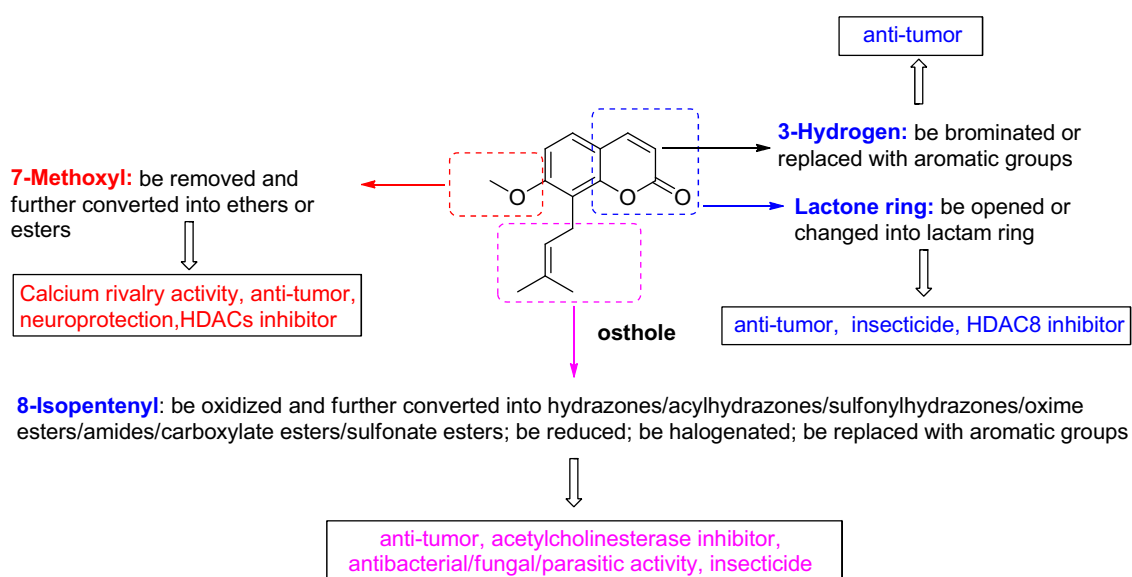 anti-tumor
3-Hydrogen: be brominated or
replaced with aromatic groups
7-Methoxyl: be removed and
further converted into ethers or
esters
O
O
O
Lactone ring: be opened or
changed into lactam ring
Calcium rivalry activity, anti-tumor,
neuroprotection,HDACs inhibitor
osthole
anti-tumor, insecticide, HDAC8 inhibitor
8-Isopentenyl: be oxidized and further converted into hydrazones/acylhydrazones/sulfonylhydrazones/oxime
esters/amides/carboxylate esters/sulfonate esters; be reduced; be halogenated; be replaced with aromatic groups
anti-tumor, acetylcholinesterase inhibitor,
antibacterial/fungal/parasitic activity, insecticide